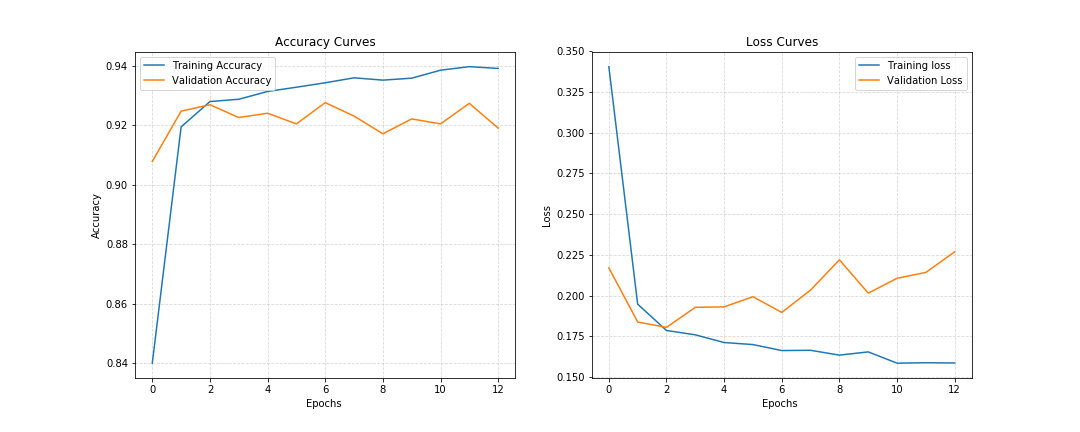 Accuracy Curves
Training Accuracy
Validation Accuracy
0.94
0.92
0.90
0.88
0.86
0.84
Accuracy
0 2 4 6 8 10 12
Epochs
Loss Curves
Training loss
Validation Loss
0.350
0.325
0.300
0.275
0.250
0.225
0.200
0.175
0.150
Loss
0 2 4 6 8 10 12
Epochs